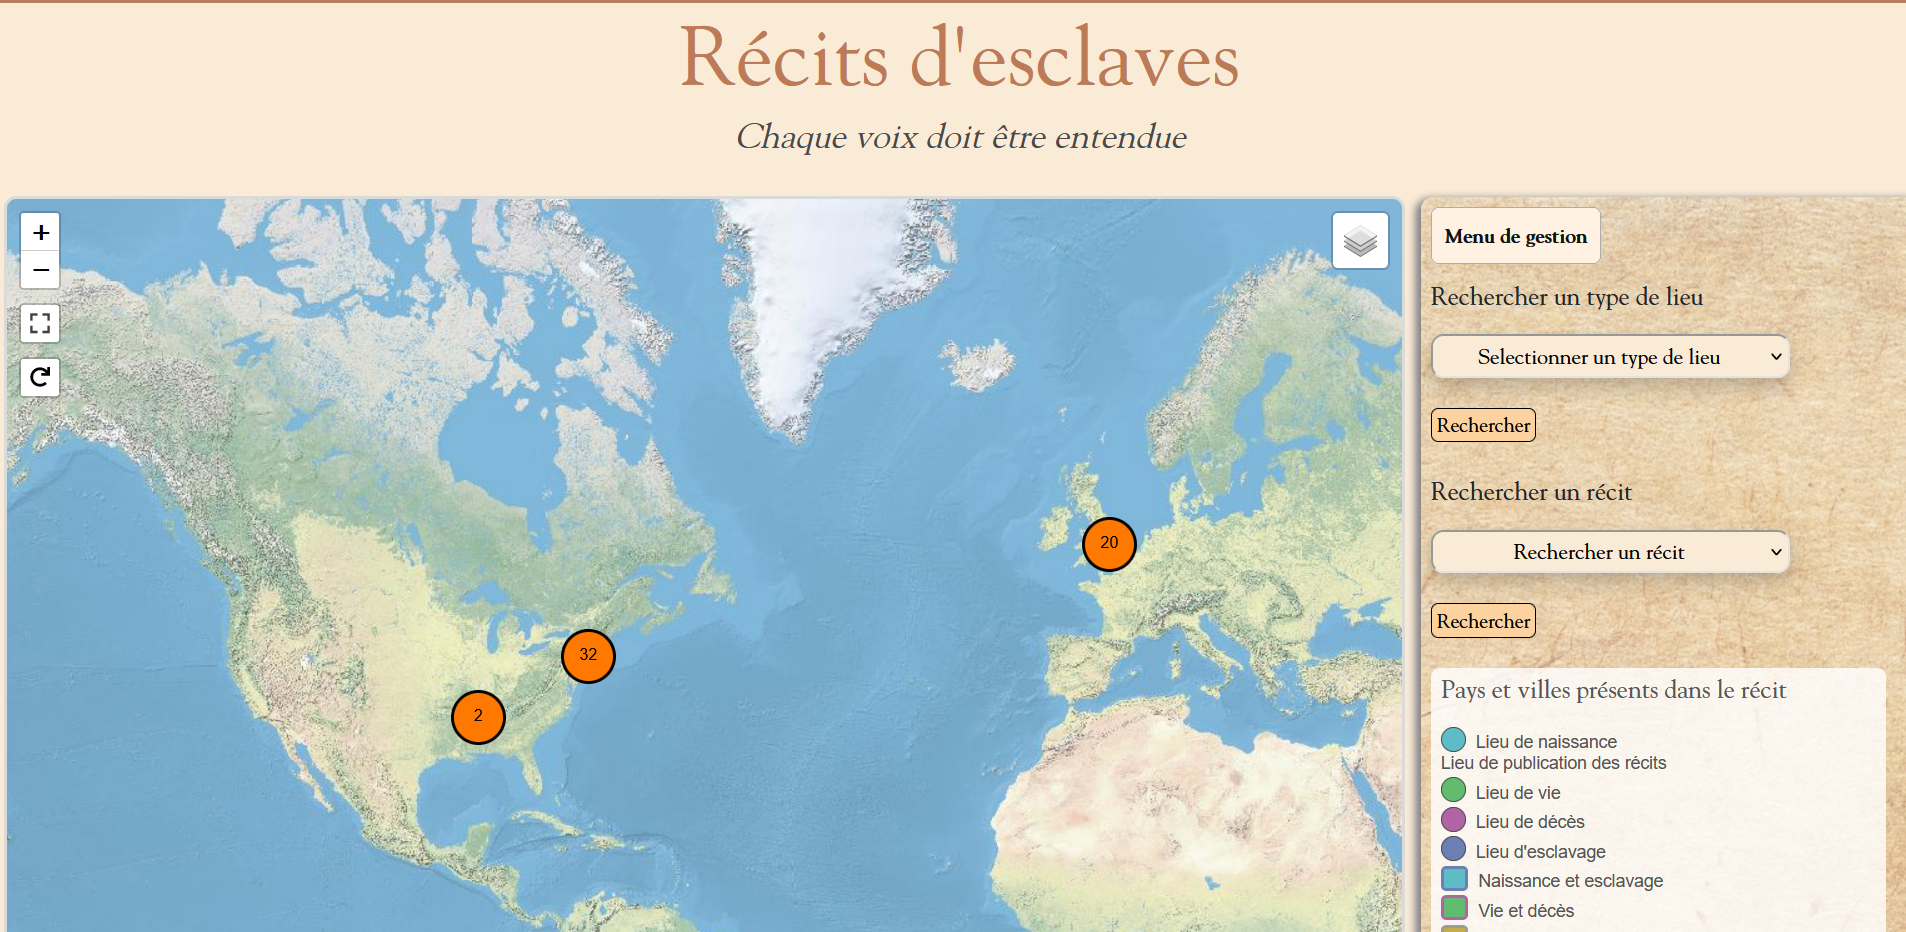 Récits d'esclaves
Chaque voix doit être entendue
+
−
20
32
2
Menu de gestion
Rechercher un type de lieu
Selectionner un type de lieu
Rechercher
Rechercher un récit
Rechercher un récit
Rechercher
Pays et villes présents dans le récit
Lieu de naissance
Lieu de publication des récits
Lieu de vie
Lieu de décès
Lieu d'esclavage
Naissance et esclavage
Vie et décès